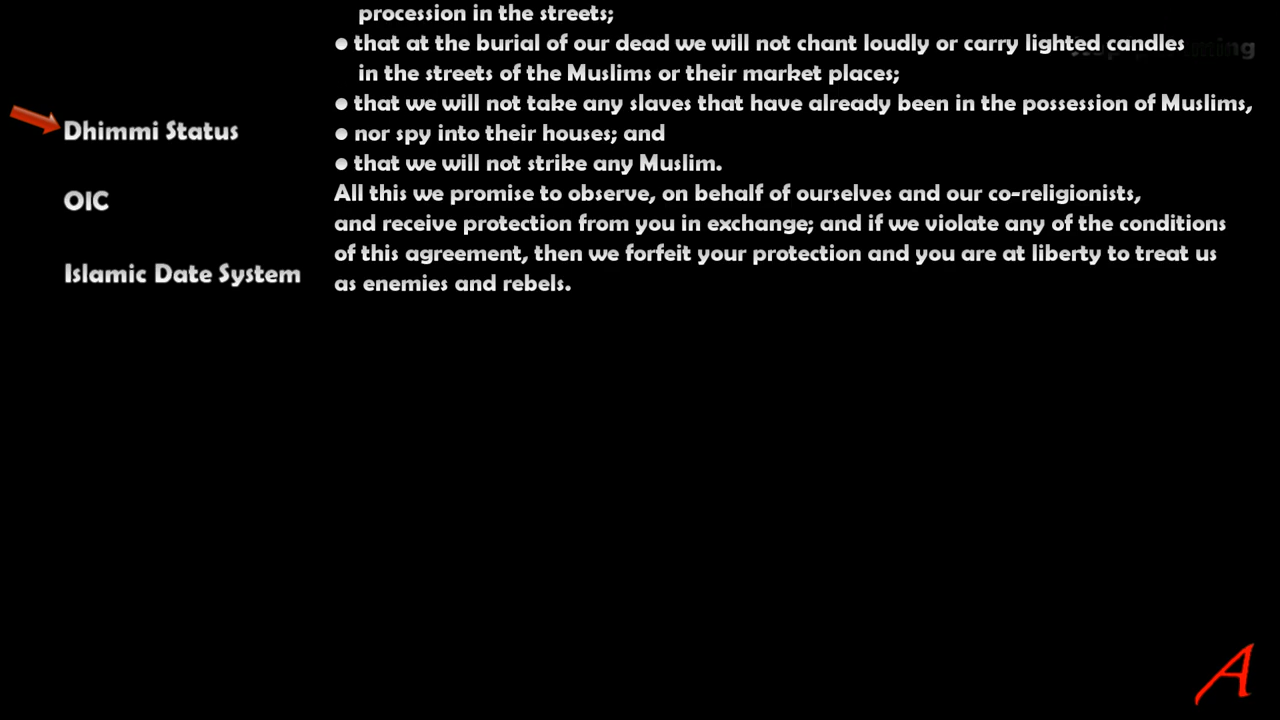 procession in the streets;
● that at the burial of our dead we will not chant loudly or carry lighted candles
in the streets of the Muslims or their market places;
● that we will not take any slaves that have already been in the possession of Muslims,
● nor spy into their houses; and
● that we will not strike any Muslim.
All this we promise to observe, on behalf of ourselves and our co-religionists,
and receive protection from you in exchange; and if we violate any of the conditions
of this agreement, then we forfeit your protection and you are at liberty to treat us
as enemies and rebels.
Dhimmi Status
OIC
Islamic Date System
A